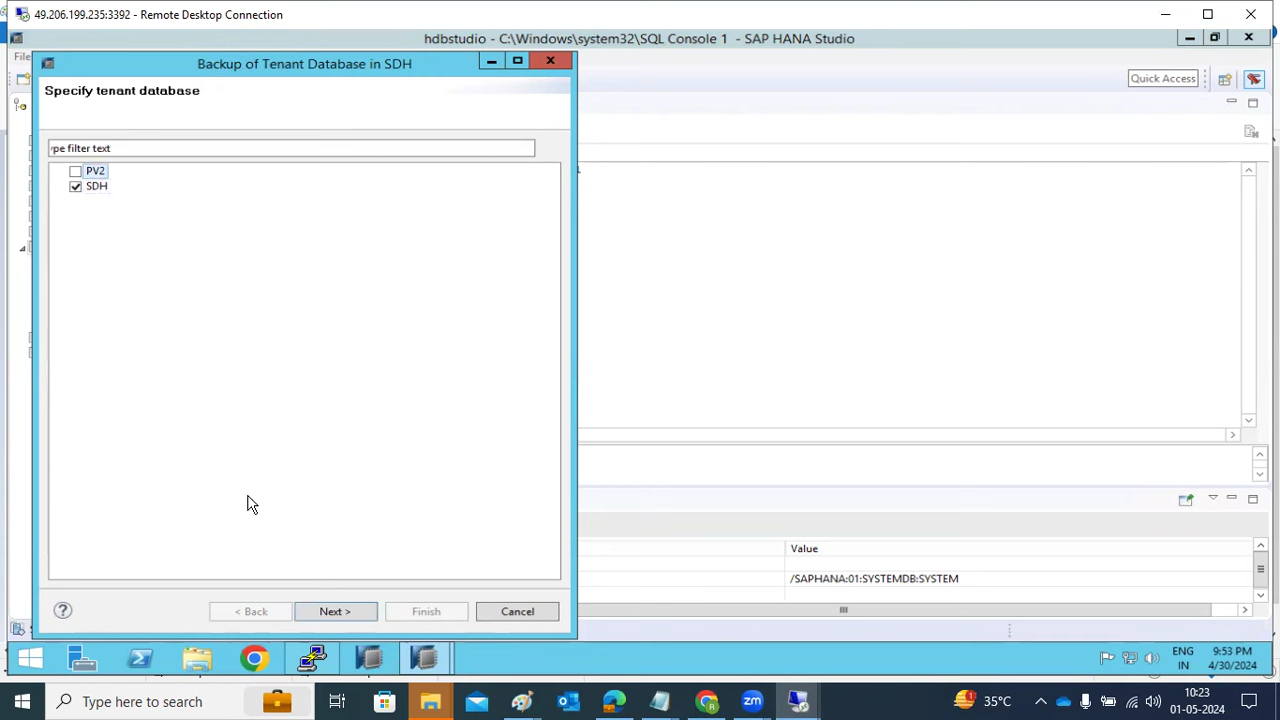 49.206.199.235:3392 - Remote Desktop Connection
hdbstudio - C:\Windows\system32\SQL Console 1 - SAP HANA Studio
File
Backup of Tenant Database in SDH
Quick Access
Specify tenant database
pe filter text
PV2
SDH
Value
/SAPHANA:01:SYSTEMDB:SYSTEM
?
< Back
Next >
Finish
Cancel
ENG
IN
9:53 PM
4/30/2024
Type here to search
35°C
ENG
IN
10:23
01-05-2024